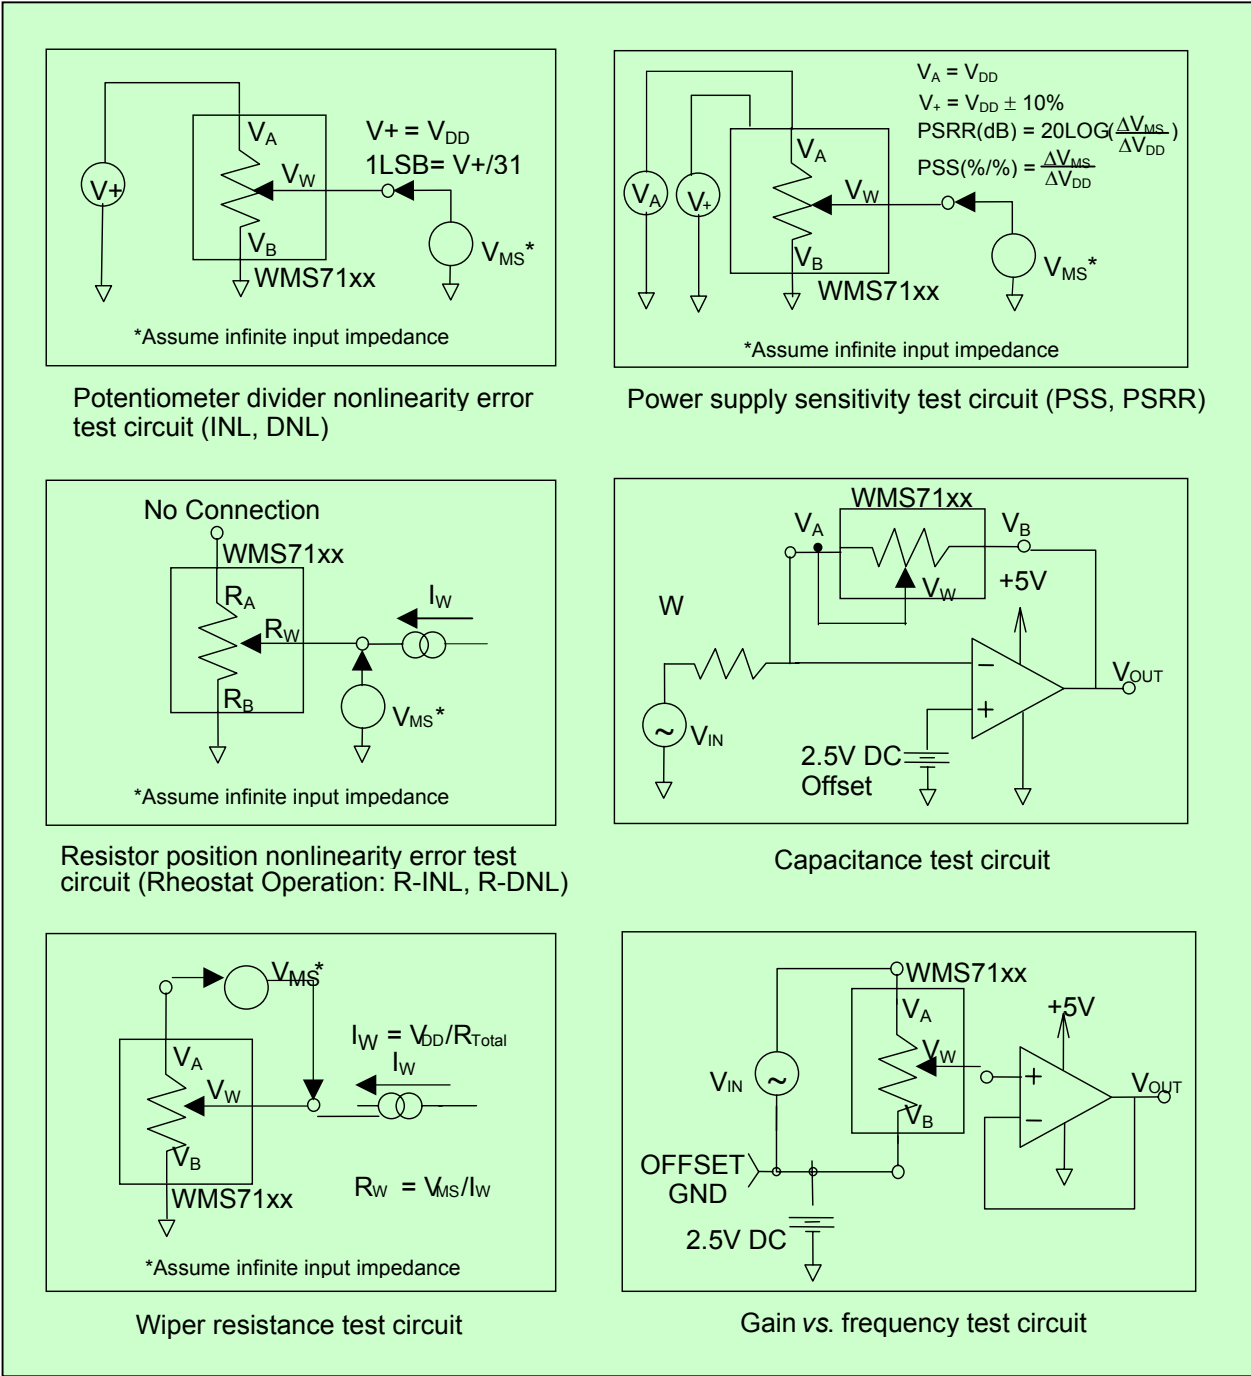 V+
VA
VW
VB
V+ = VDD
1LSB= V+/31
VMS*
WMS71xx
*Assume infinite input impedance
Potentiometer divider nonlinearity error
test circuit (INL, DNL)
VA = VDD
V+ = VDD ± 10%
PSRR(dB) = 20LOG(ΔVMS/ΔVDD)
PSS(%/%) = ΔVMS/ΔVDD
VA
V+
VA
VW
VB
VMS*
WMS71xx
*Assume infinite input impedance
Power supply sensitivity test circuit (PSS, PSRR)
No Connection
WMS71xx
RA
RW
RB
IW
VMS*
*Assume infinite input impedance
Resistor position nonlinearity error test
circuit (Rheostat Operation: R-INL, R-DNL)
WMS71xx
VA
VB
VW
+5V
W
−
+
VOUT
~
VIN
2.5V DC
Offset
Capacitance test circuit
VMS*
VA
VW
VB
IW = VDD/RTotal
IW
WMS71xx
RW = VMS/IW
*Assume infinite input impedance
Wiper resistance test circuit
WMS71xx
VA
VW
VB
+5V
VIN
~
+
−
VOUT
OFFSET
GND
2.5V DC
Gain vs. frequency test circuit